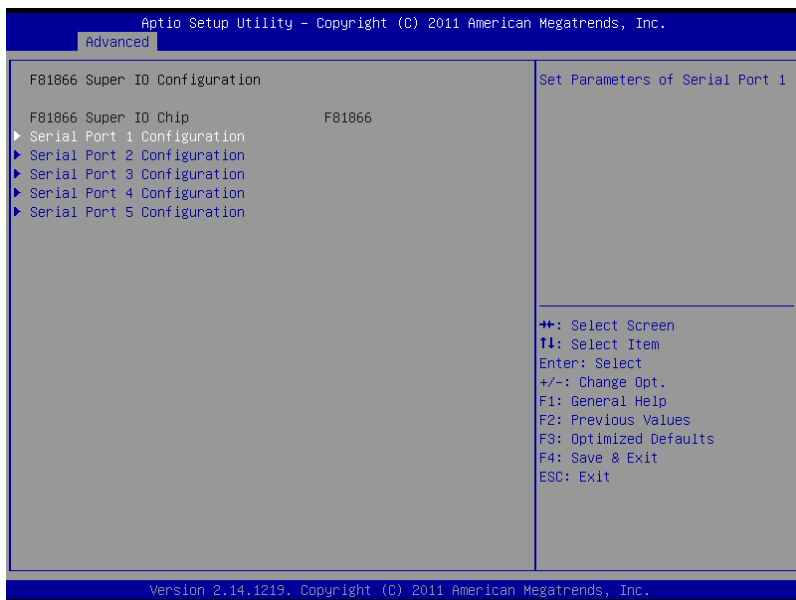 Aptio Setup Utility – Copyright (C) 2011 American Megatrends, Inc.
Advanced
F81866 Super IO Configuration
F81866 Super IO Chip F81866
Serial Port 1 Configuration
Serial Port 2 Configuration
Serial Port 3 Configuration
Serial Port 4 Configuration
Serial Port 5 Configuration
Set Parameters of Serial Port 1
→←: Select Screen
↑↓: Select Item
Enter: Select
+/-: Change Opt.
F1: General Help
F2: Previous Values
F3: Optimized Defaults
F4: Save & Exit
ESC: Exit
Version 2.14.1219. Copyright (C) 2011 American Megatrends, Inc.